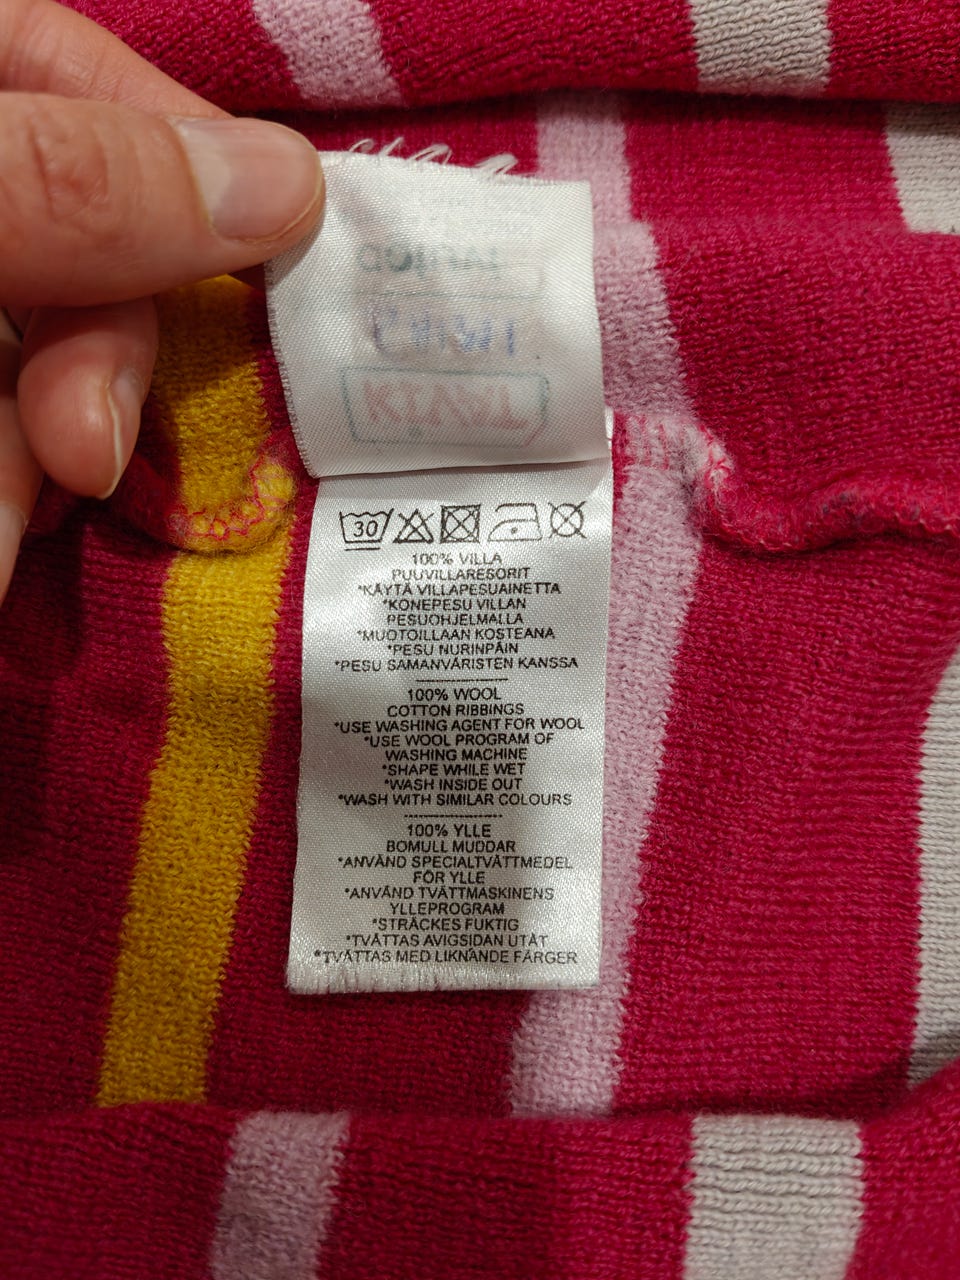 30
100% VILLA
PUUVILLARESORIT
*KÄYTÄ VILLAPESUAINETTA
*KONEPESU VILLAN
PESUOHJELMALLA
*MUOTOILLAAN KOSTEANA
*PESU NURINPÄIN
*PESU SAMANVÄRISTEN KANSSA
100% WOOL
COTTON RIBBINGS
*USE WASHING AGENT FOR WOOL
*USE WOOL PROGRAM OF
WASHING MACHINE
*SHAPE WHILE WET
*WASH INSIDE OUT
*WASH WITH SIMILAR COLOURS
100% YLLE
BOMULL MUDDAR
*ANVÄND SPECIALTVÄTTMEDEL
FÖR YLLE
*ANVÄND TVÄTTMASKINENS
YLLEPROGRAM
*STRÄCKES FUKTIG
*TVÄTTAS AVIGSIDAN UTÅT
*TVÄTTAS MED LIKNANDE FÄRGER